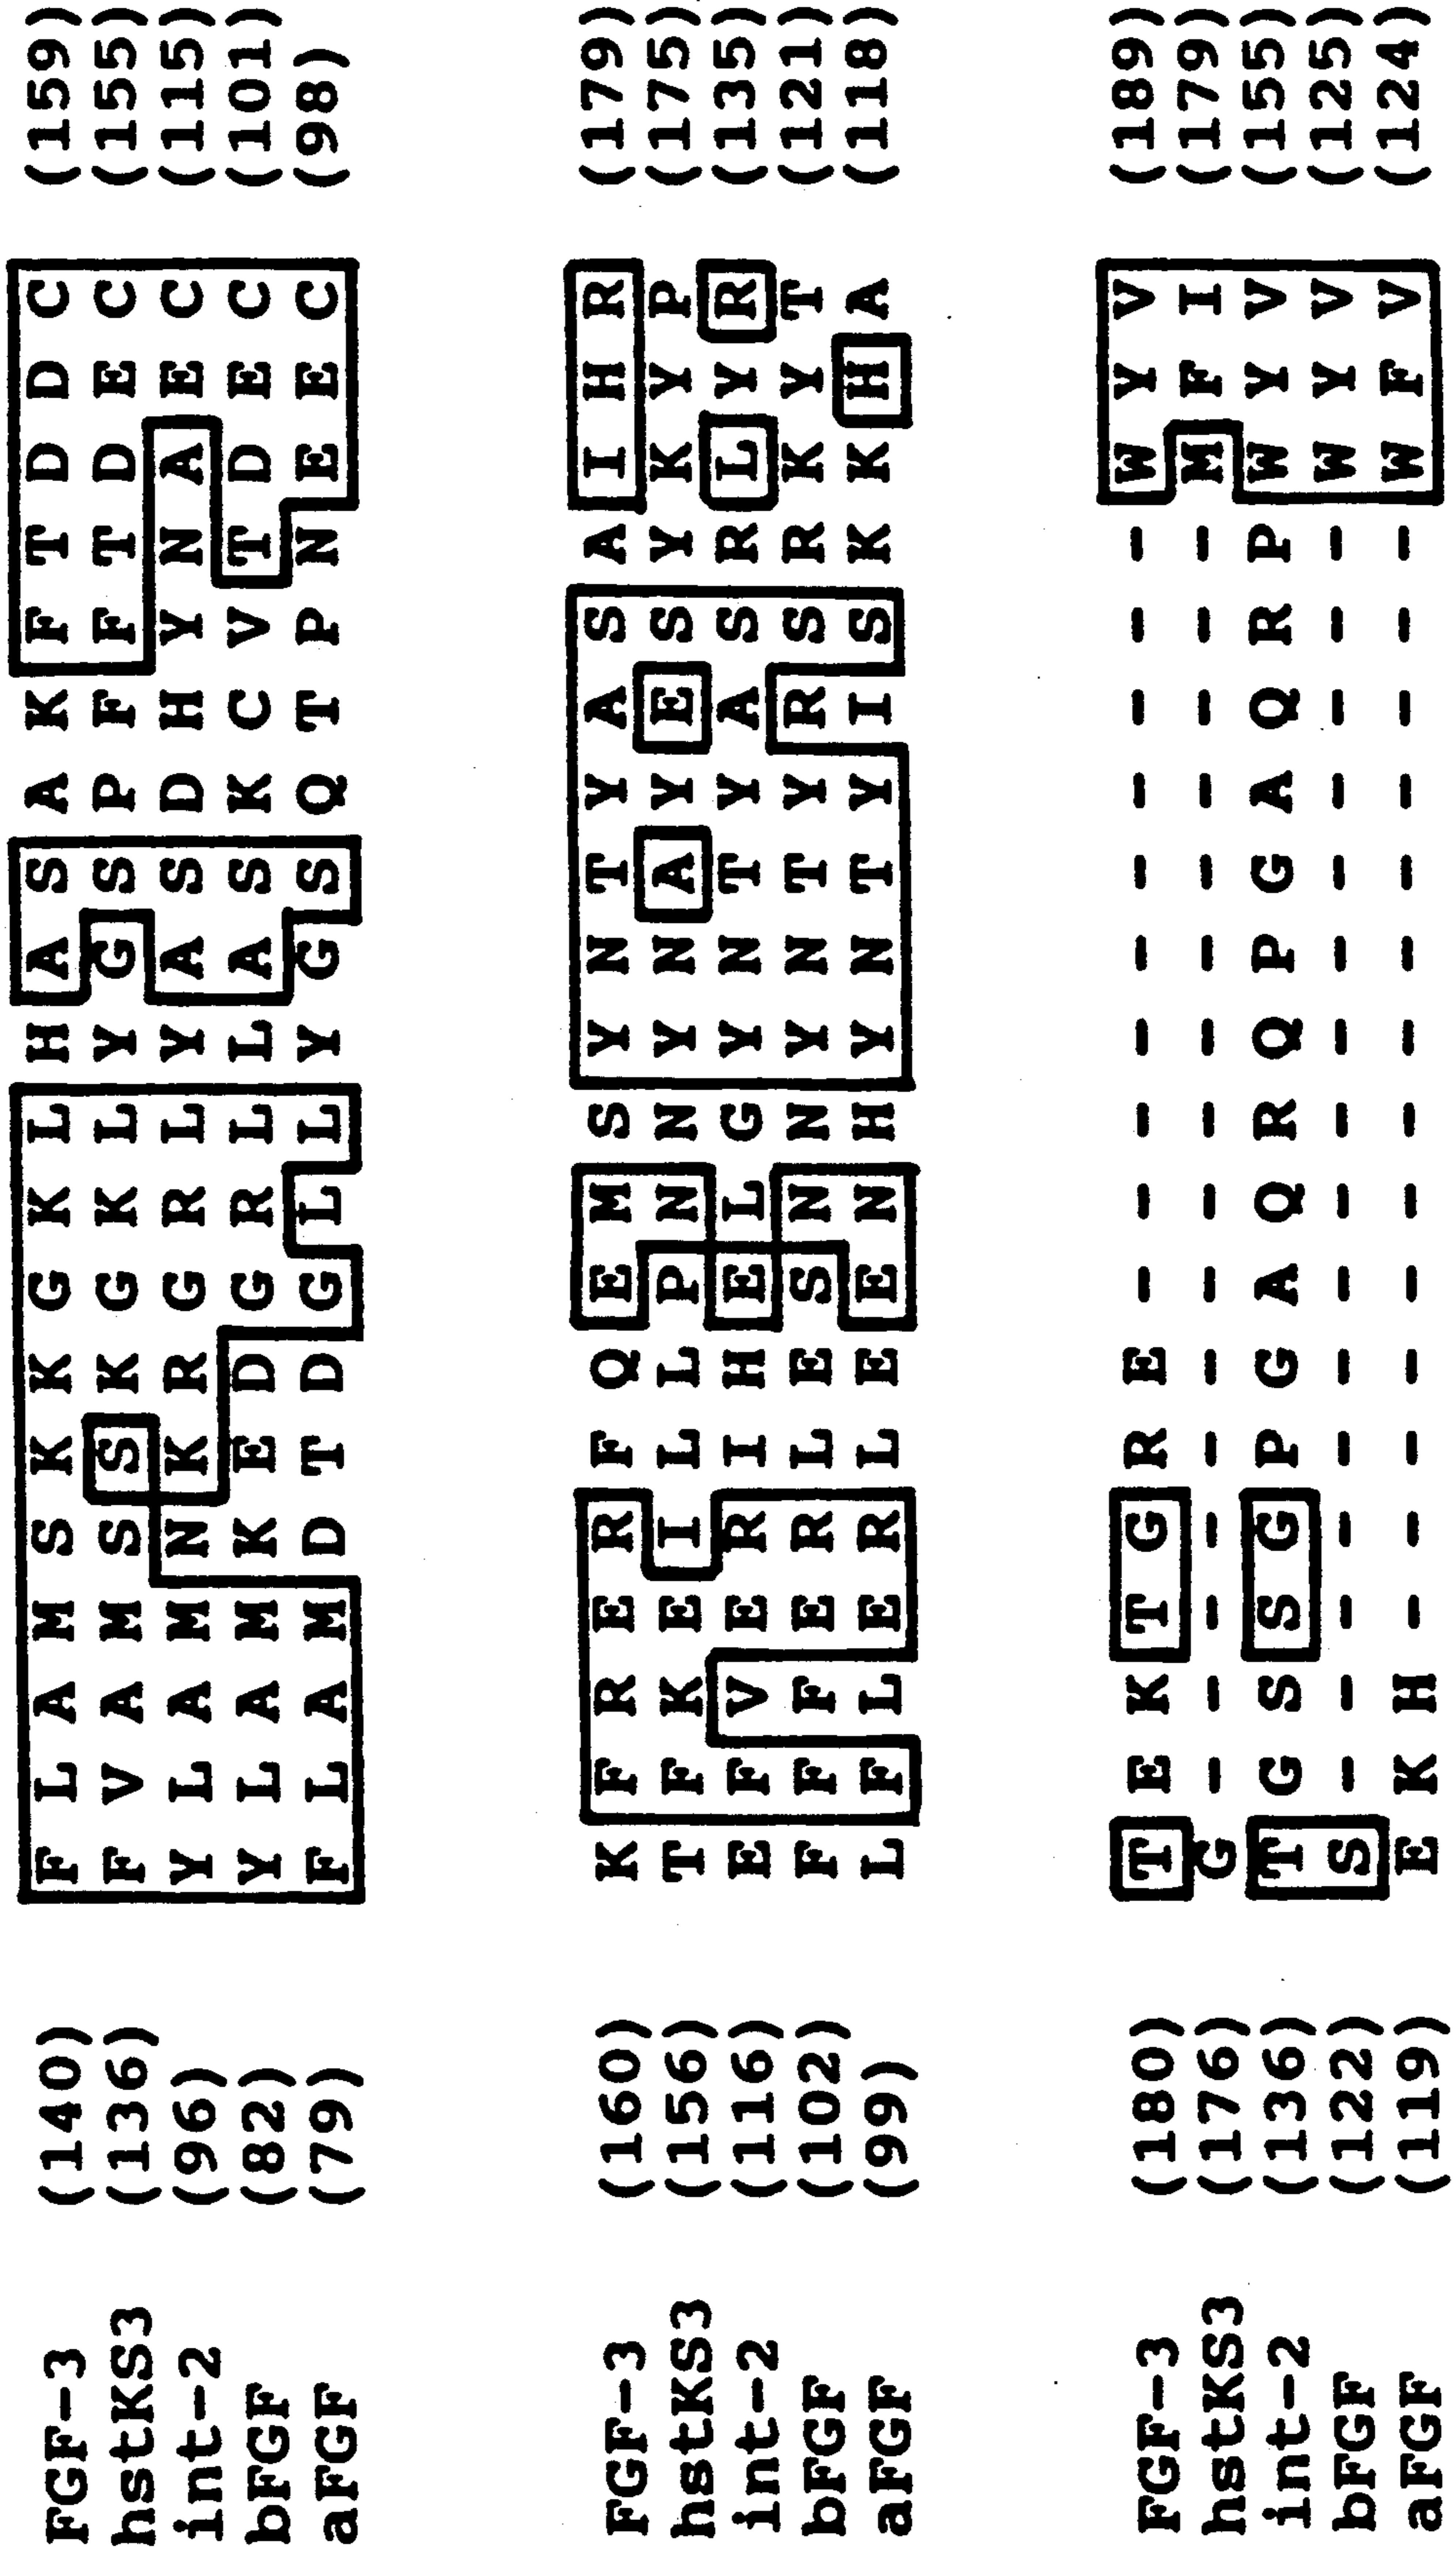 FGF-3 (140) F L A M S K K G K L H A S A K F T D D C (159)
hstKS3 (136) F V A M S S K G K L Y G S P F F T D E C (155)
int-2 (96) Y L A M N K R G R L Y A S D H Y N A E C (115)
bFGF (82) Y L A M K E D G R L L A S K C V T D E C (101)
aFGF (79) F L A M D T D G L L Y G S Q T P N E E C (98)
FGF-3 (160) K F R E R F Q E M S Y N T Y A S A I H R (179)
hstKS3 (156) T F K E I L L P N N Y N A Y E S Y K Y P (175)
int-2 (116) E F V E R I H E L G Y N T Y A S R L Y R (135)
bFGF (102) F F F E R L E S N N Y N T Y R S R K Y T (121)
aFGF (99) L F L E R L E E N H Y N T Y I S K K H A (118)
FGF-3 (180) T E K T G R E - - - - - - - - - - W Y V (189)
hstKS3 (176) G - - - - - - - - - - - - - - - - M F I (179)
int-2 (136) T G S S G P G A Q R Q P G A Q R P W Y V (155)
bFGF (122) S - - - - - - - - - - - - - - - - W Y V (125)
aFGF (119) E K H - - - - - - - - - - - - - - W F V (124)